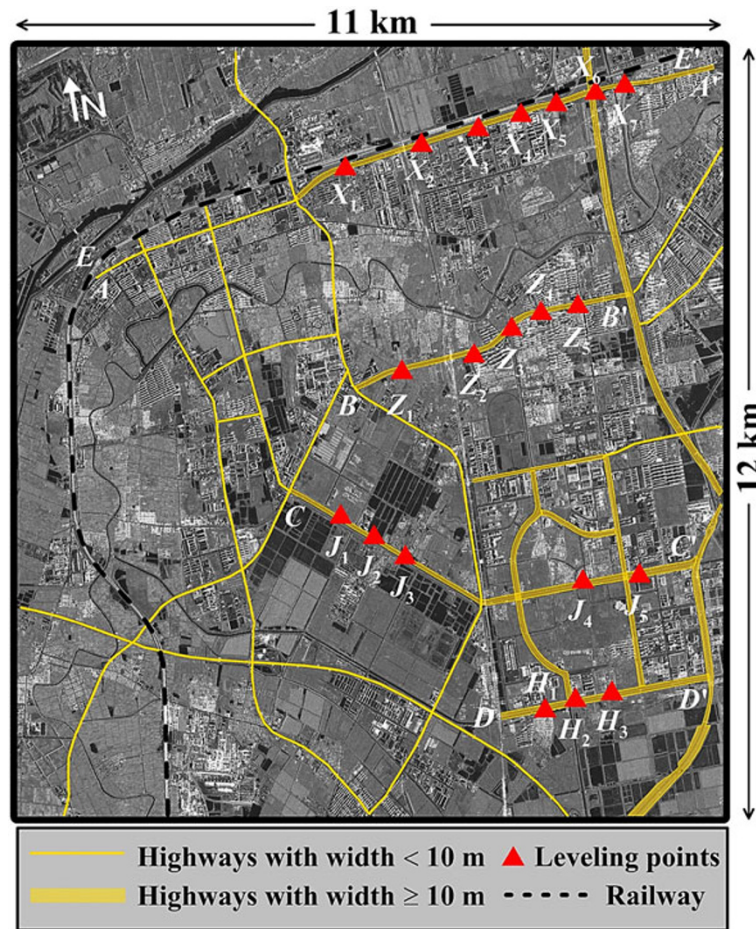 11 km
12 km
N
E'
A'
X₆
X₇
X₅
X₄
X₃
X₂
X₁
E
A
Z₄
B'
Z₅
Z₃
Z₂
B
Z₁
C
J₁
J₂
J₃
C'
J₄
J₅
H₁
D
D'
H₂
H₃
Highways with width < 10 m
Leveling points
Highways with width ≥ 10 m
Railway